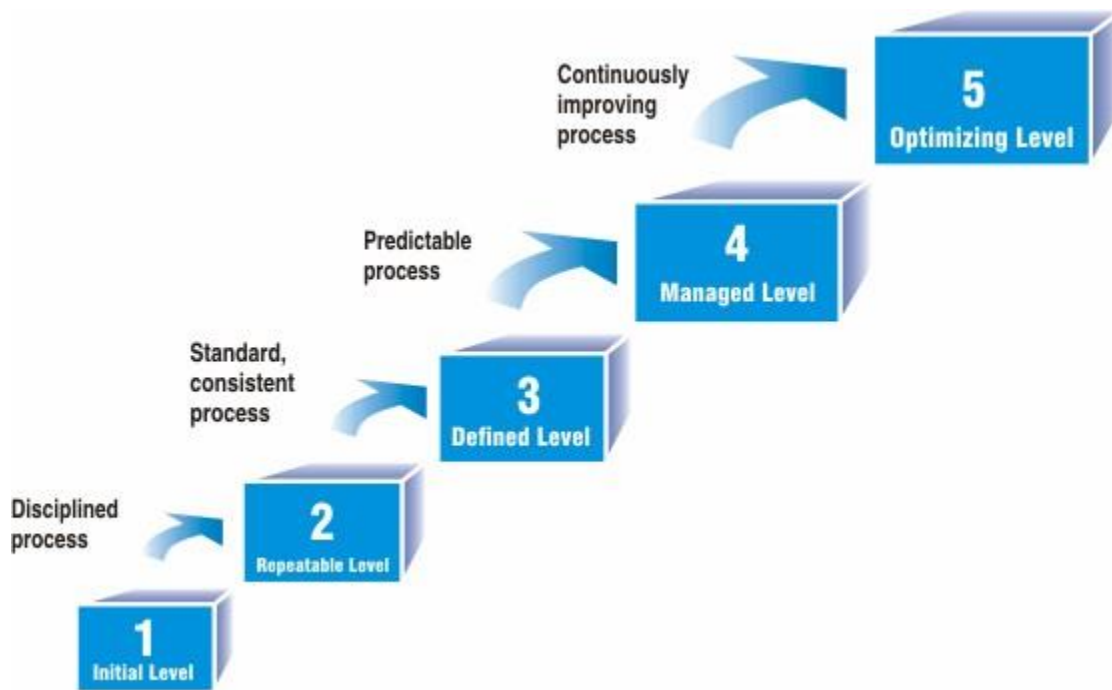 Continuously
improving
process
5
Optimizing Level
Predictable
process
4
Managed Level
Standard,
consistent
process
3
Defined Level
Disciplined
process
2
Repeatable Level
1
Initial Level